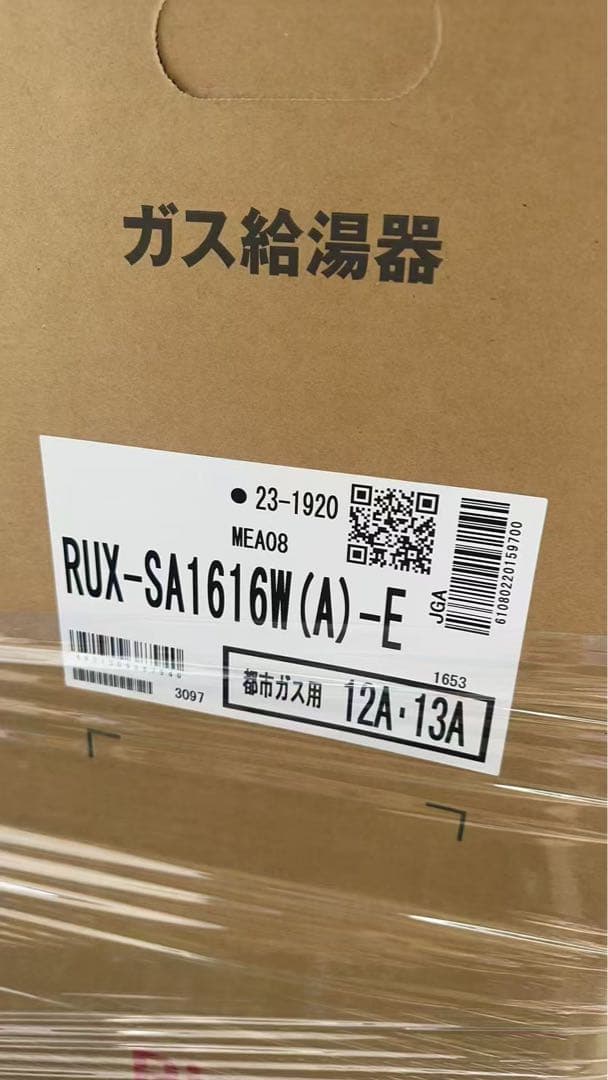 ガス給湯器
● 23-1920
MEA08
RUX-SA1616W(A)-E
JGA
61080220159700
3097
1653
都市ガス用 12A・13A